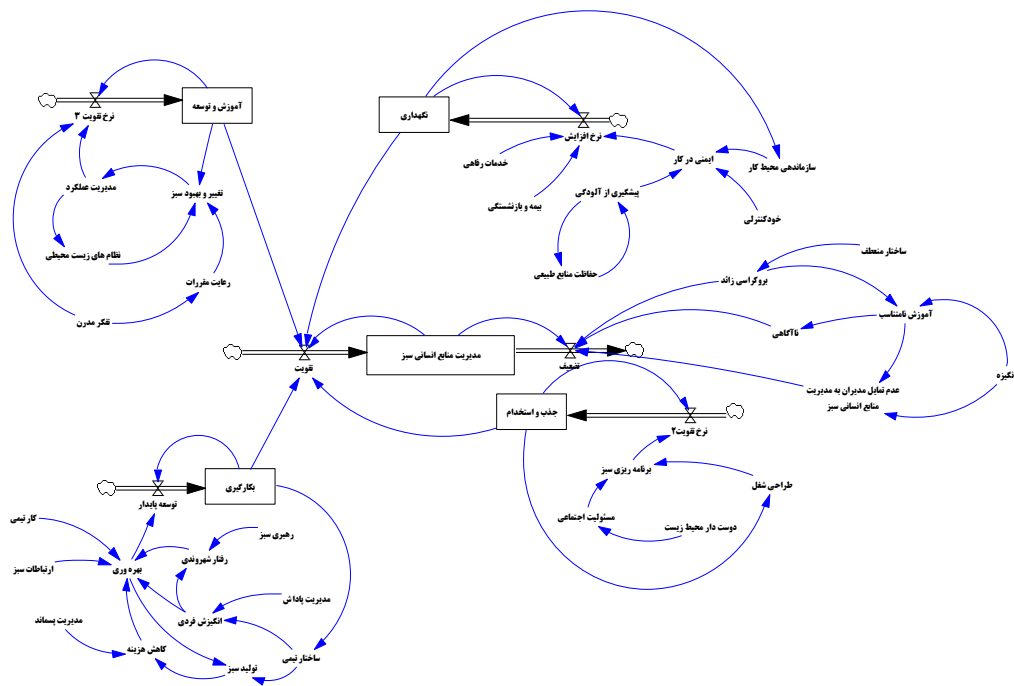 آموزش و توسعه
نرخ تقویت ۳
نگهداری
نرخ افزایش
خدمات رفاهی
ایمنی در کار
سازماندهی محیط کار
مدیریت عملکرد
تغییر و بهبود سبز
پیشگیری از آلودگی
بیمه و بازنشستگی
خودکنترلی
نظام های زیست محیطی
حفاظت منابع طبیعی
ساختار منعطف
رعایت مقررات
بروکراسی زائد
تفکر مدرن
آموزش نامتناسب
ناآگاهی
مدیریت منابع انسانی سبز
تقویت
تضعیف
نگیزه
عدم تمایل مدیران به مدیریت
منابع انسانی سبز
جذب و استخدام
نرخ تقویت۲
برنامه ریزی سبز
بکارگیری
طراحی شغل
توسعه پایدار
مسئولیت اجتماعی
کار تیمی
دوست دار محیط زیست
رهبری سبز
رفتار شهروندی
ارتباطات سبز
بهره وری
مدیریت پاداش
مدیریت پسماند
انگیزش فردی
کاهش هزینه
ساختار تیمی
تولید سبز